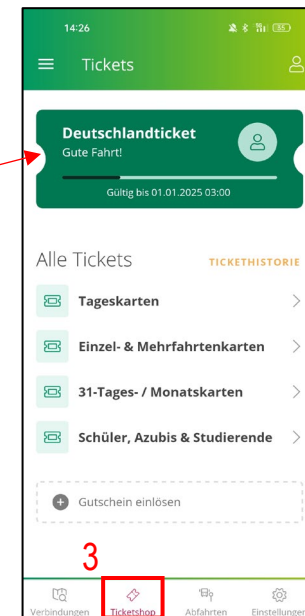 14:26
35
Tickets
Deutschlandticket
Gute Fahrt!
Gültig bis 01.01.2025 03:00
Alle Tickets
TICKETHISTORIE
Tageskarten
Einzel- & Mehrfahrtenkarten
31-Tages- / Monatskarten
Schüler, Azubis & Studierende
Gutschein einlösen
3
Verbindungen Ticketshop Abfahrten Einstellungen